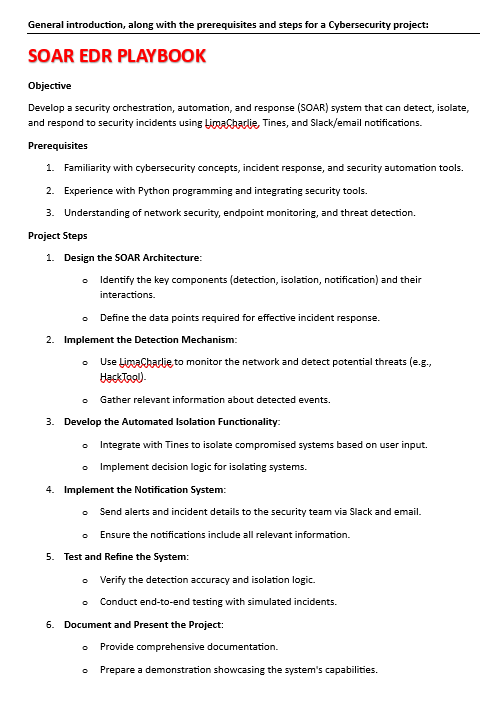 General introduction, along with the prerequisites and steps for a Cybersecurity project:
SOAR EDR PLAYBOOK
Objective
Develop a security orchestration, automation, and response (SOAR) system that can detect, isolate,
and respond to security incidents using LimaCharlie, Tines, and Slack/email notifications.
Prerequisites
1. Familiarity with cybersecurity concepts, incident response, and security automation tools.
2. Experience with Python programming and integrating security tools.
3. Understanding of network security, endpoint monitoring, and threat detection.
Project Steps
1. Design the SOAR Architecture:
o Identify the key components (detection, isolation, notification) and their
interactions.
o Define the data points required for effective incident response.
2. Implement the Detection Mechanism:
o Use LimaCharlie to monitor the network and detect potential threats (e.g.,
HackTool).
o Gather relevant information about detected events.
3. Develop the Automated Isolation Functionality:
o Integrate with Tines to isolate compromised systems based on user input.
o Implement decision logic for isolating systems.
4. Implement the Notification System:
o Send alerts and incident details to the security team via Slack and email.
o Ensure the notifications include all relevant information.
5. Test and Refine the System:
o Verify the detection accuracy and isolation logic.
o Conduct end-to-end testing with simulated incidents.
6. Document and Present the Project:
o Provide comprehensive documentation.
o Prepare a demonstration showcasing the system's capabilities.